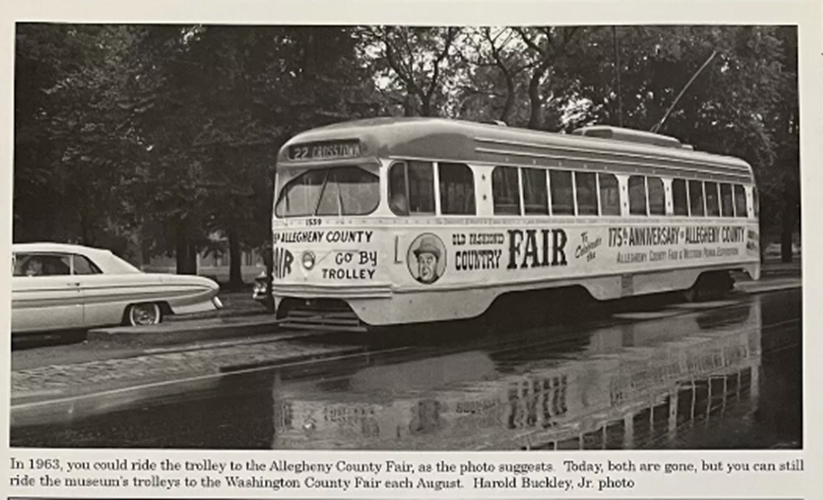 22 CROSSTOWN
1539
ALLEGHENY COUNTY
GO BY
TROLLEY
OLD FASHIONED
COUNTRY
FAIR
To
Celebrate
the
175th ANNIVERSARY of ALLEGHENY COUNTY
ALLEGHENY COUNTY FAIR & WESTERN PENNA EXPOSITION
In 1963, you could ride the trolley to the Allegheny County Fair, as the photo suggests. Today, both are gone, but you can still
ride the museum's trolleys to the Washington County Fair each August. Harold Buckley, Jr. photo